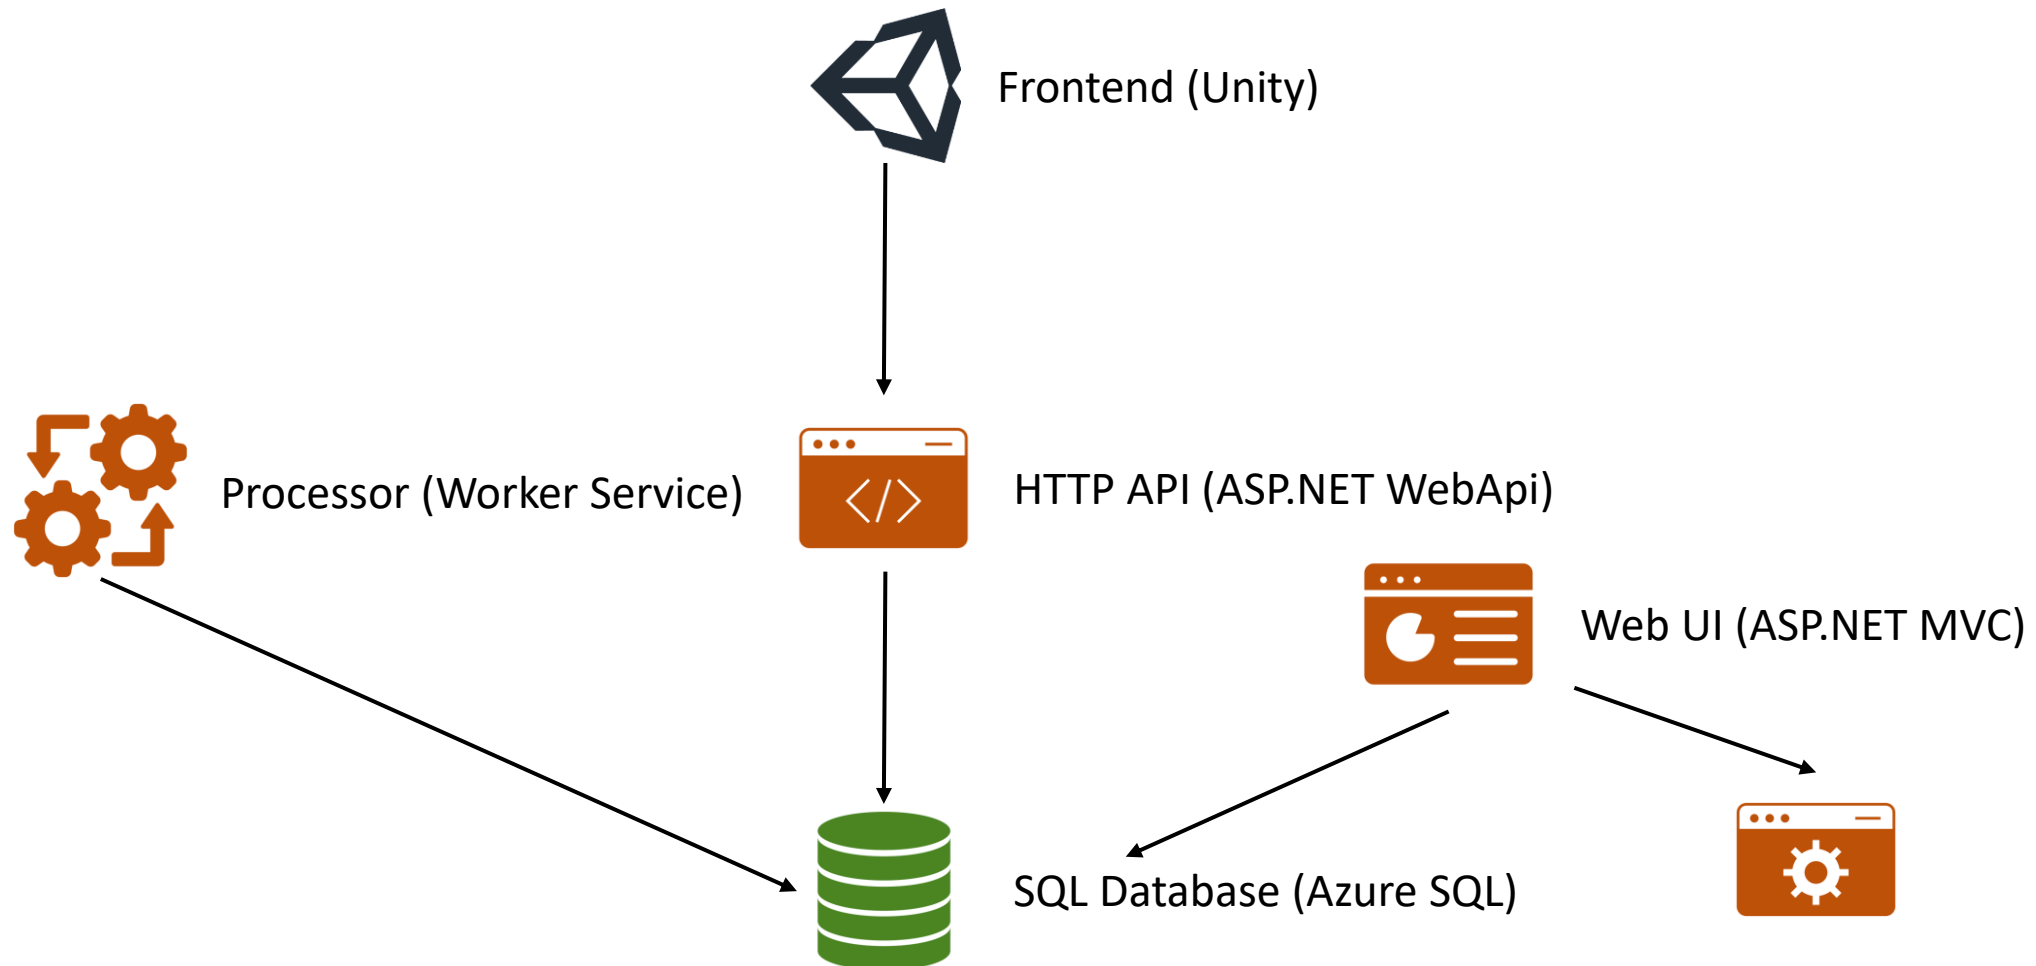 Frontend (Unity)
Processor (Worker Service)
HTTP API (ASP.NET WebApi)
Web UI (ASP.NET MVC)
SQL Database (Azure SQL)